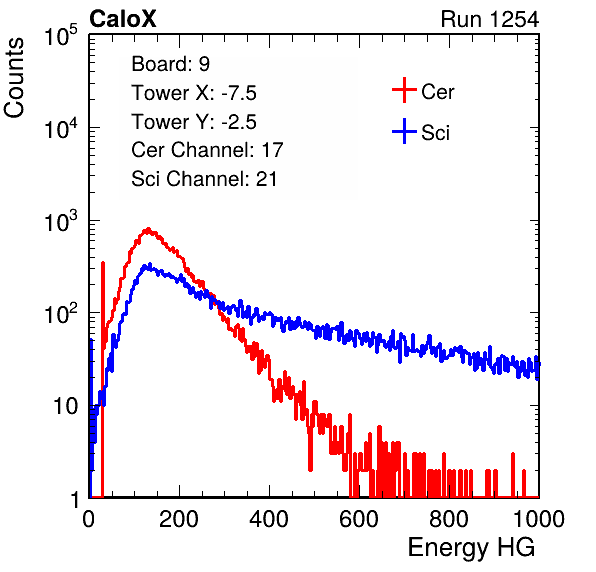 CaloX Run 1254
Counts
10^5
10^4
10^3
10^2
10
1
Board: 9
Tower X: -7.5
Tower Y: -2.5
Cer Channel: 17
Sci Channel: 21
Cer
Sci
0 200 400 600 800 1000
Energy HG